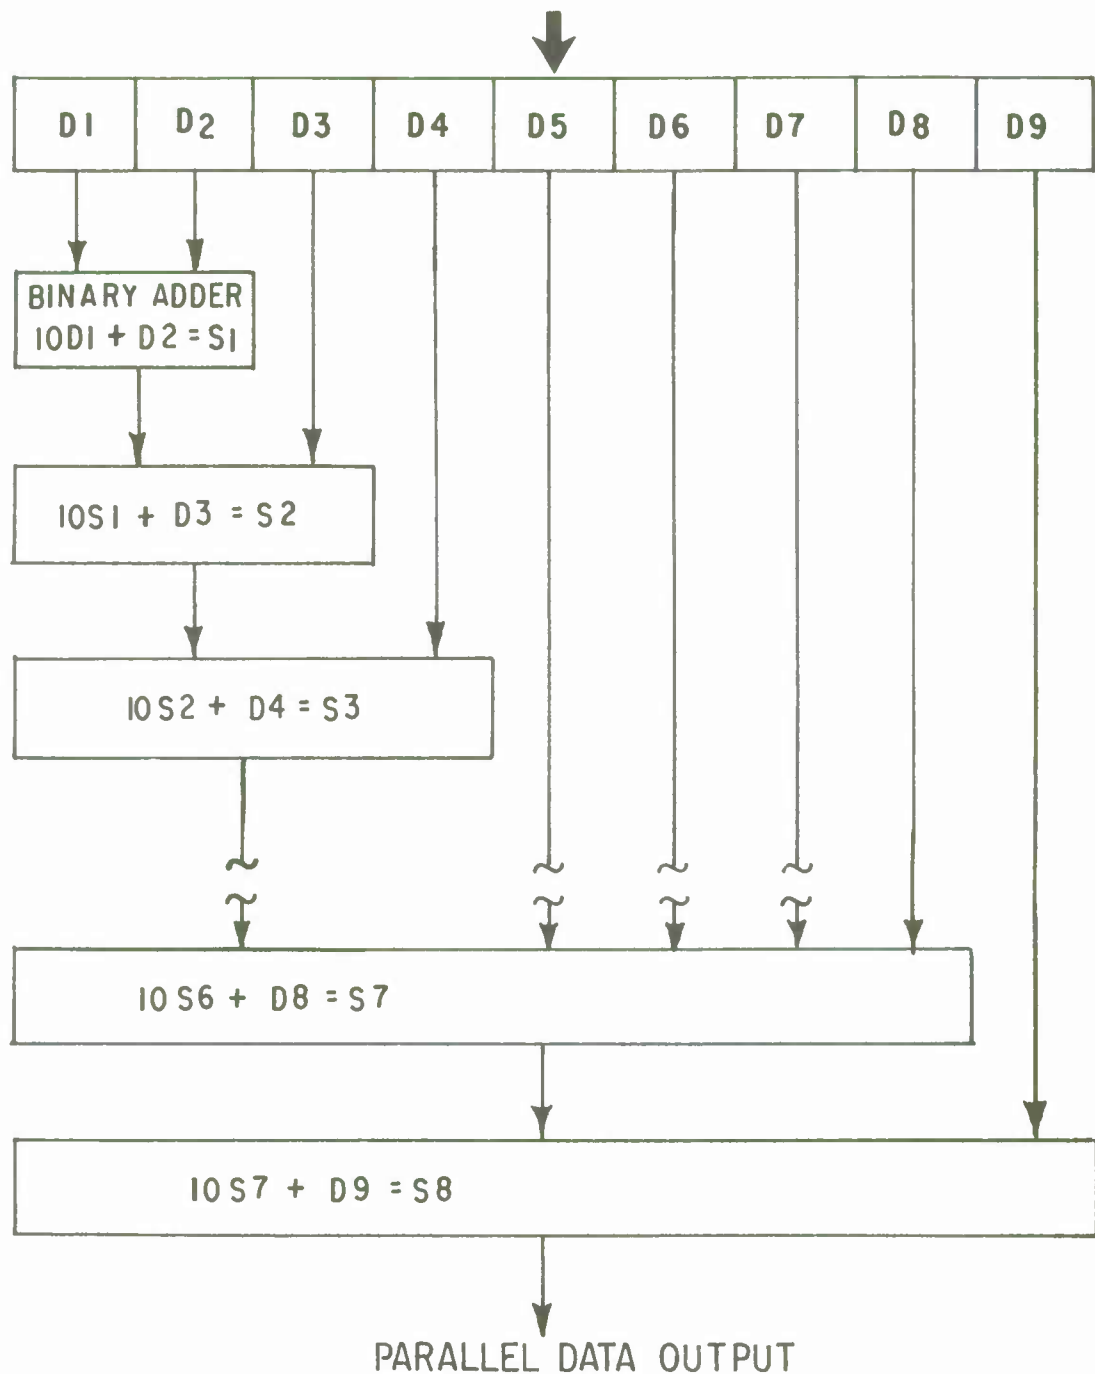 D1 D2 D3 D4 D5 D6 D7 D8 D9
BINARY ADDER
10D1 + D2 = S1
10S1 + D3 = S2
10S2 + D4 = S3
10S6 + D8 = S7
10S7 + D9 = S8
PARALLEL DATA OUTPUT